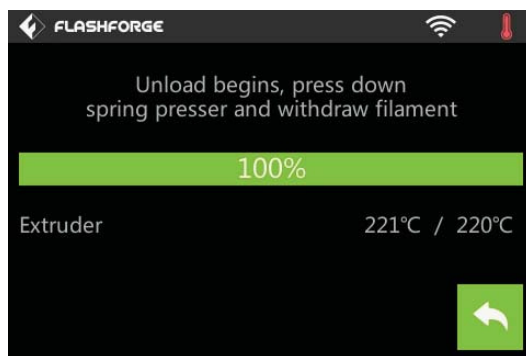 FLASHFORGE
Unload begins, press down
spring presser and withdraw filament
100%
Extruder 221℃ / 220℃